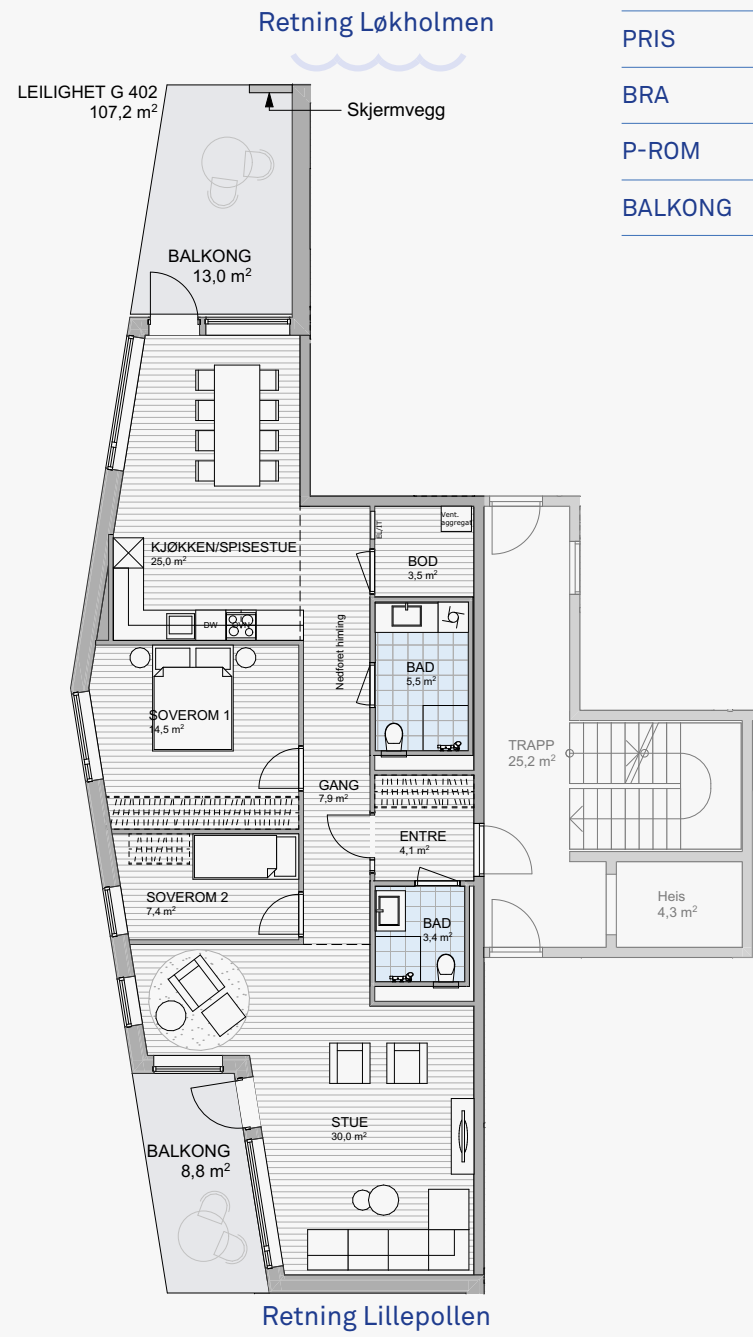 Retning Løkholmen
PRIS
BRA
P-ROM
BALKONG
LEILIGHET G 402
107,2 m²
Skjermvegg
BALKONG
13,0 m²
KJØKKEN/SPISESTUE
25,0 m²
EL/IT
Vent.
aggregat
BOD
3,5 m²
DW
Nedforet himling
BAD
5,5 m²
SOVEROM 1
14,5 m²
TRAPP
25,2 m²
GANG
7,9 m²
ENTRE
4,1 m²
SOVEROM 2
7,4 m²
BAD
3,4 m²
Heis
4,3 m²
STUE
30,0 m²
BALKONG
8,8 m²
Retning Lillepollen